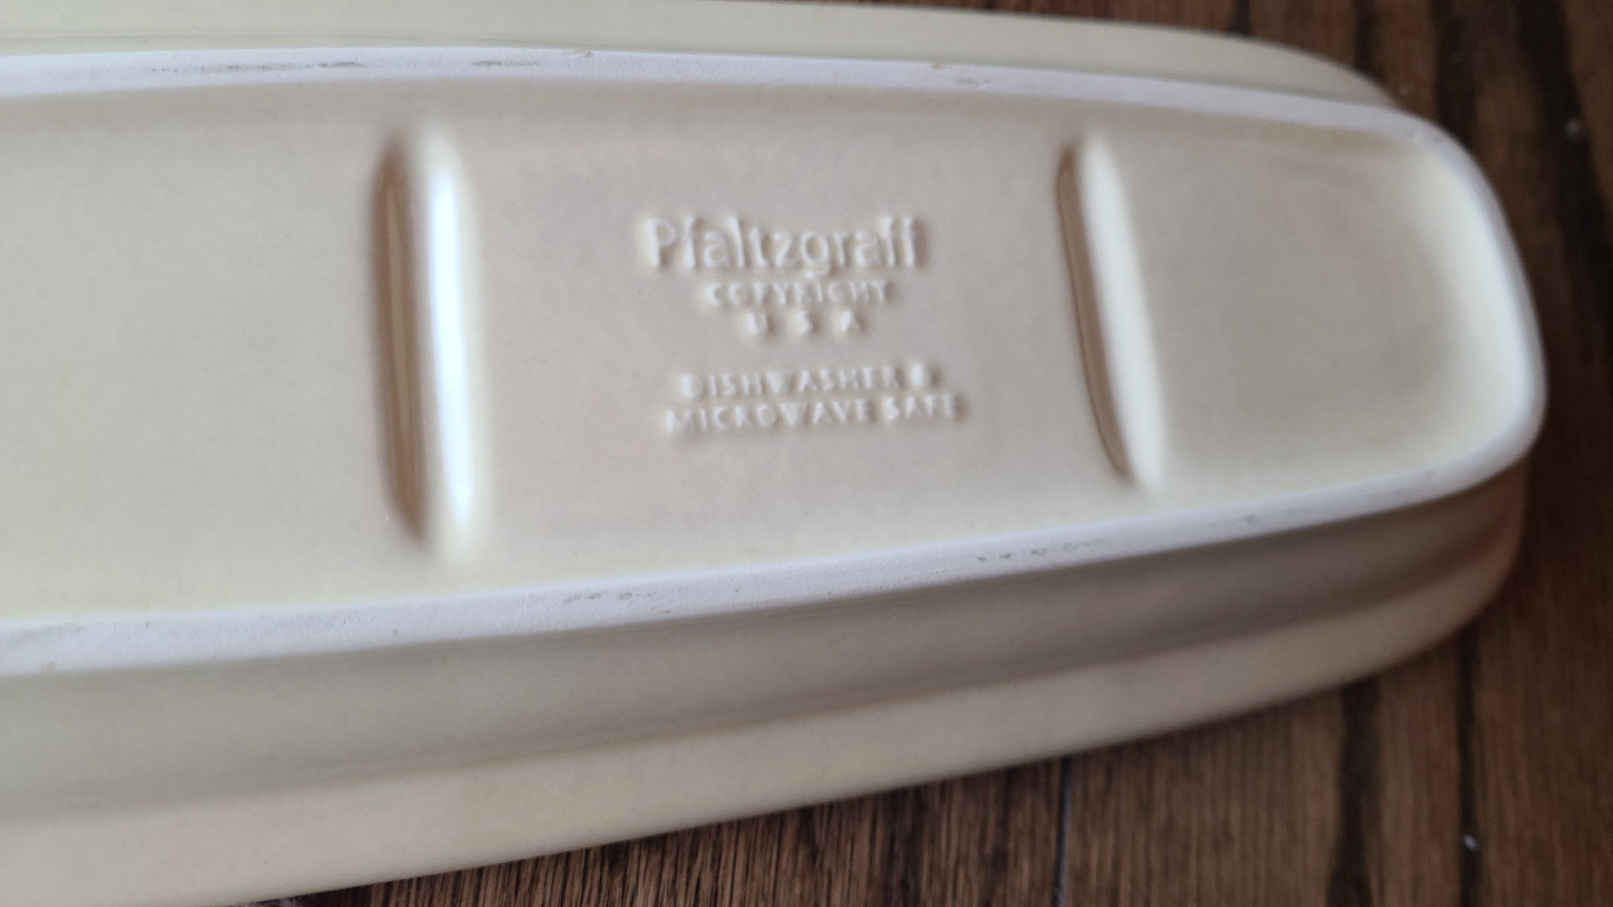 Pfaltzgraff
COPYRIGHT
U S A
DISHWASHER &
MICROWAVE SAFE